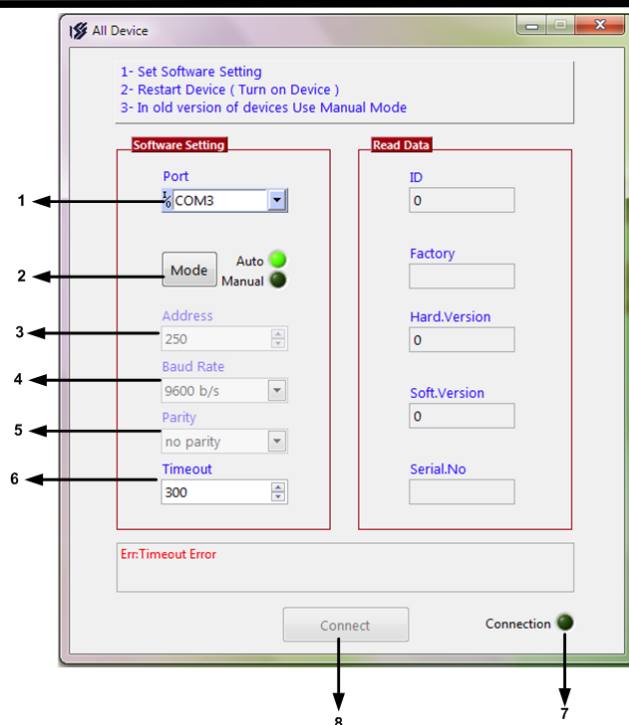 All Device
1- Set Software Setting
2- Restart Device ( Turn on Device )
3- In old version of devices Use Manual Mode
Software Setting
Port
COM3
Mode
Auto
Manual
Address
250
Baud Rate
9600 b/s
Parity
no parity
Timeout
300
Read Data
ID
0
Factory
Hard.Version
0
Soft.Version
0
Serial.No
Err:Timeout Error
Connect
Connection
1
2
3
4
5
6
8
7